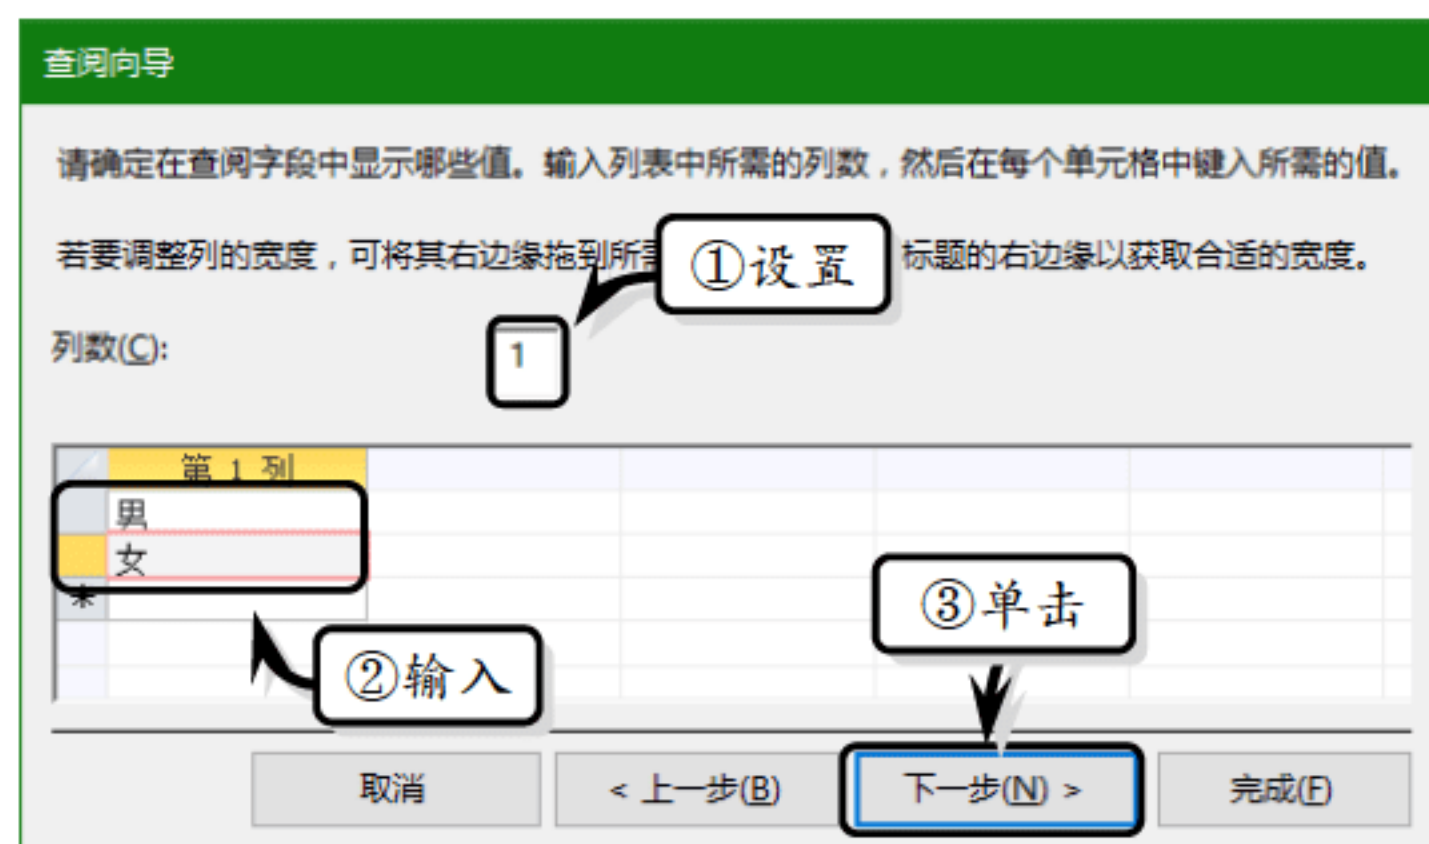 查阅向导
请确定在查阅字段中显示哪些值。输入列表中所需的列数，然后在每个单元格中键入所需的值。
若要调整列的宽度，可将其右边缘拖到所需
①设置
标题的右边缘以获取合适的宽度。
列数(C):
1
第 1 列
男
女
*
②输入
③单击
取消
< 上一步(B)
下一步(N) >
完成(F)